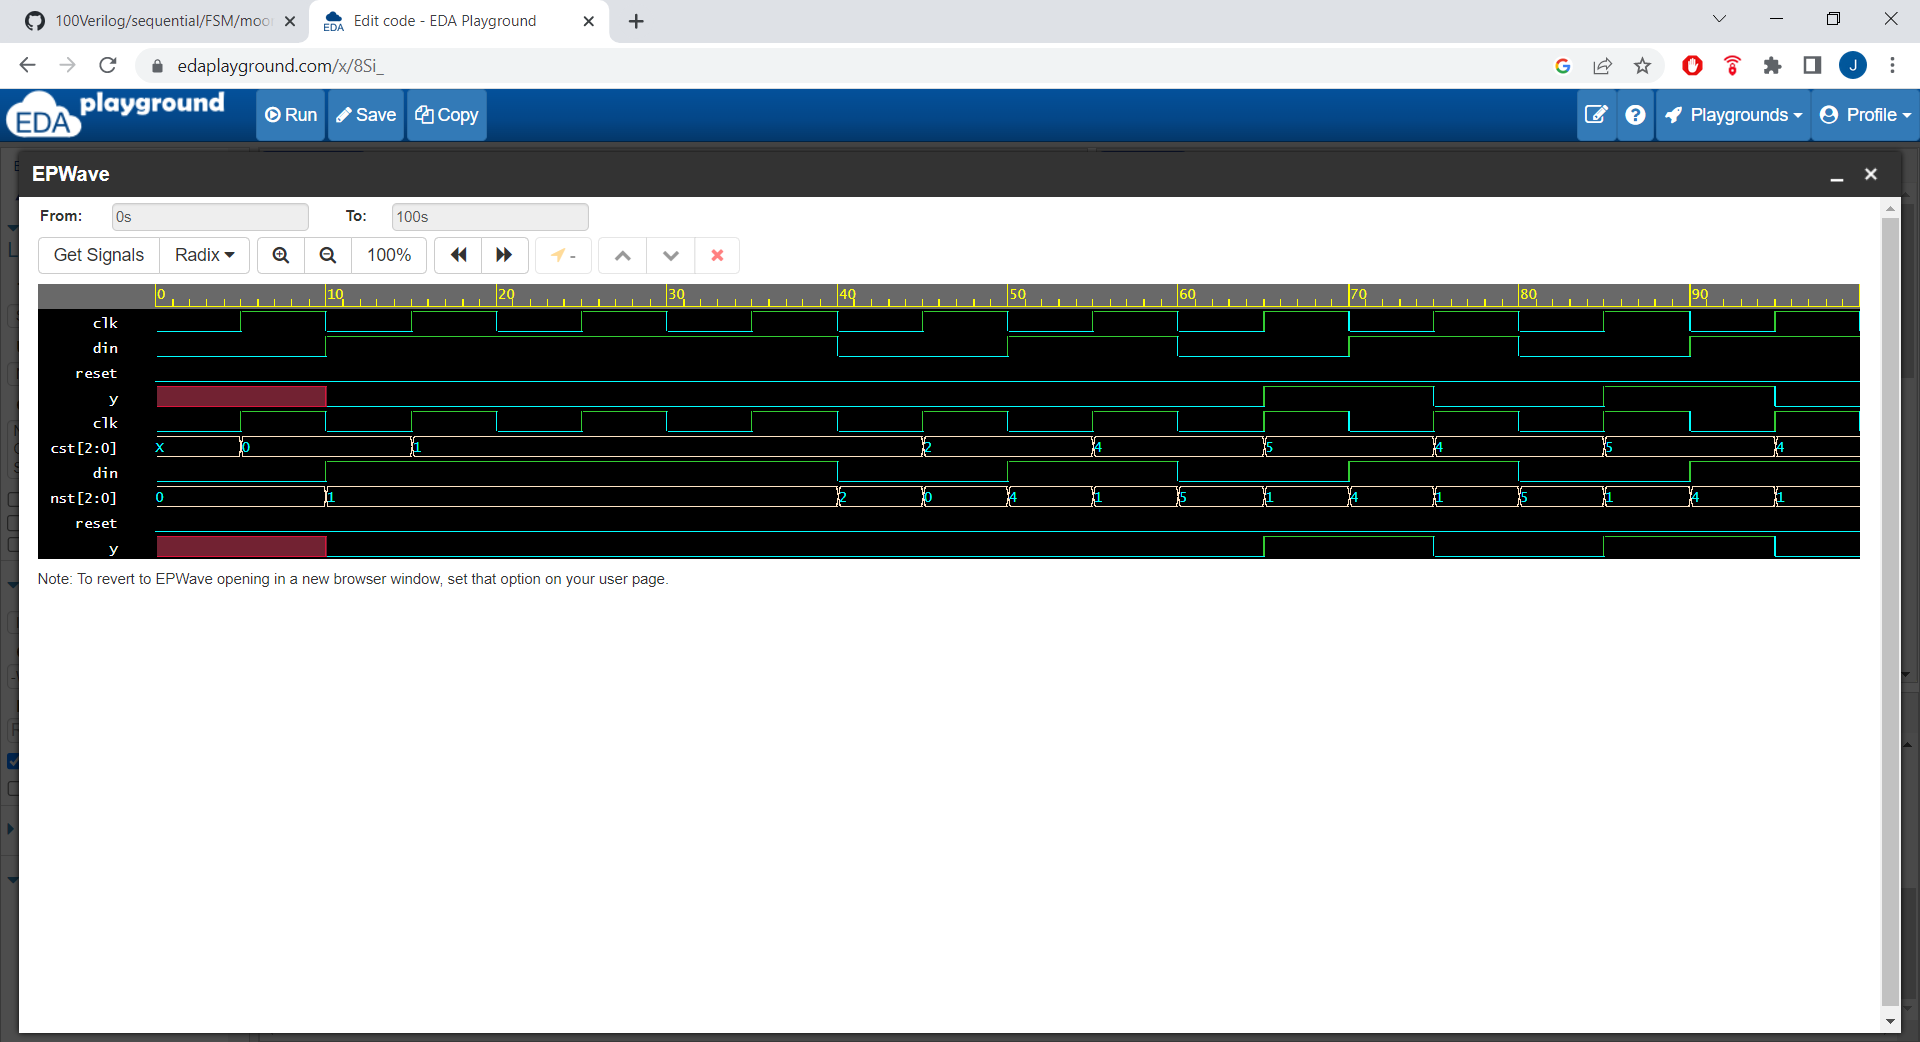 100Verilog/sequential/FSM/moo
Edit code - EDA Playground
edaplayground.com/x/8Si_
J
EDA playground
Run
Save
Copy
Playgrounds
Profile
EPWave
From: 0s To: 100s
Get Signals Radix 100% -
0 10 20 30 40 50 60 70 80 90
clk
din
reset
y
clk
cst[2:0] x 0 1 2 4 5 4 5 4
din
nst[2:0] 0 1 2 0 4 1 5 1 4 1 5 1 4 1
reset
y
Note: To revert to EPWave opening in a new browser window, set that option on your user page.